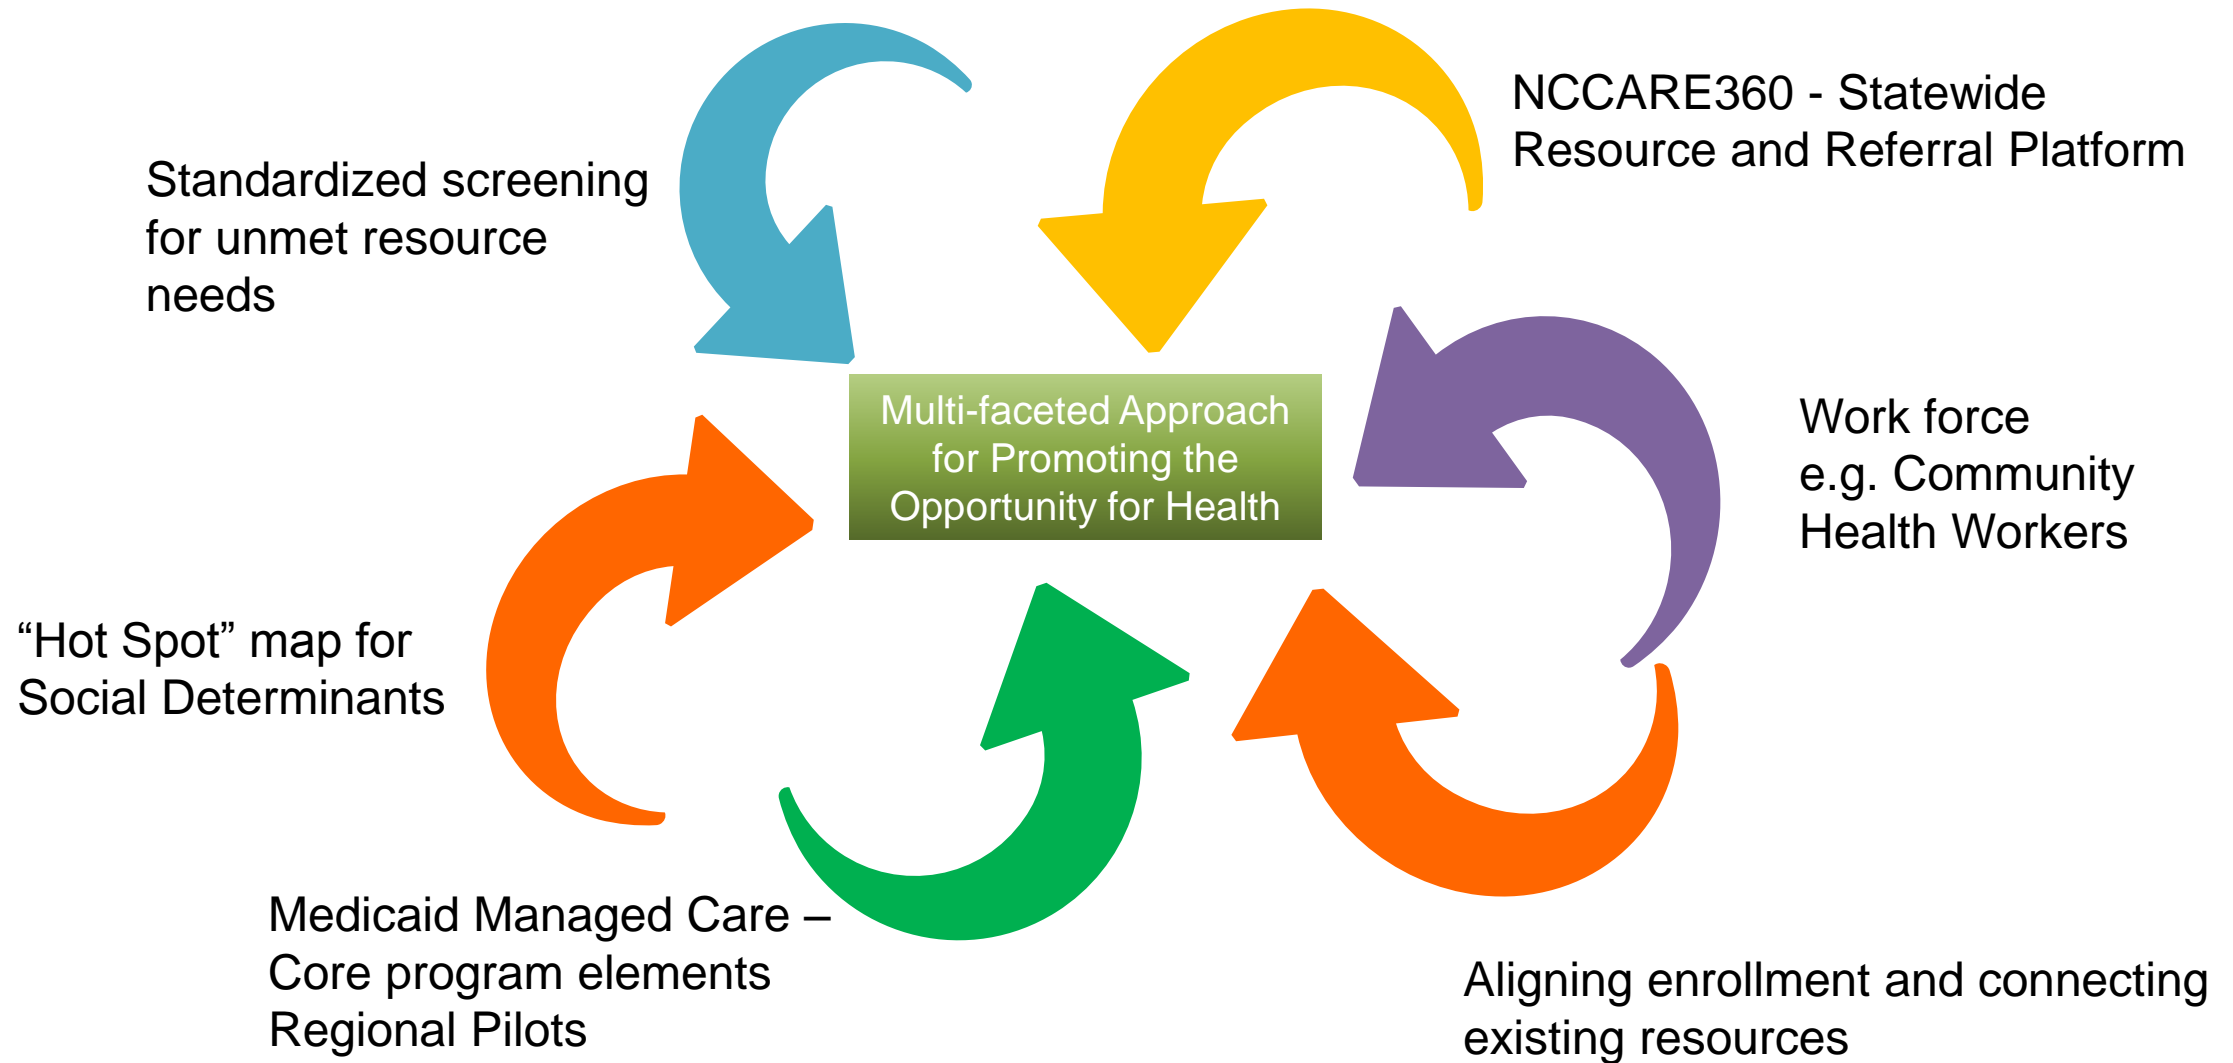 NCCARE360 - Statewide
Resource and Referral Platform
Standardized screening
for unmet resource
needs
Multi-faceted Approach
for Promoting the
Opportunity for Health
Work force
e.g. Community
Health Workers
“Hot Spot” map for
Social Determinants
Medicaid Managed Care –
Core program elements
Regional Pilots
Aligning enrollment and connecting
existing resources